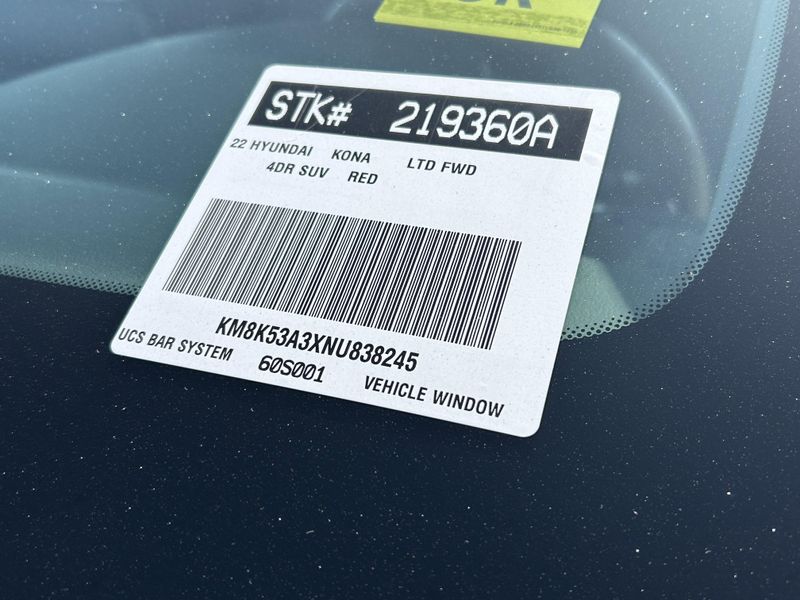 STK# 219360A
22 HYUNDAI KONA LTD FWD
4DR SUV RED
KM8K53A3XNU838245
UCS BAR SYSTEM 60S001 VEHICLE WINDOW